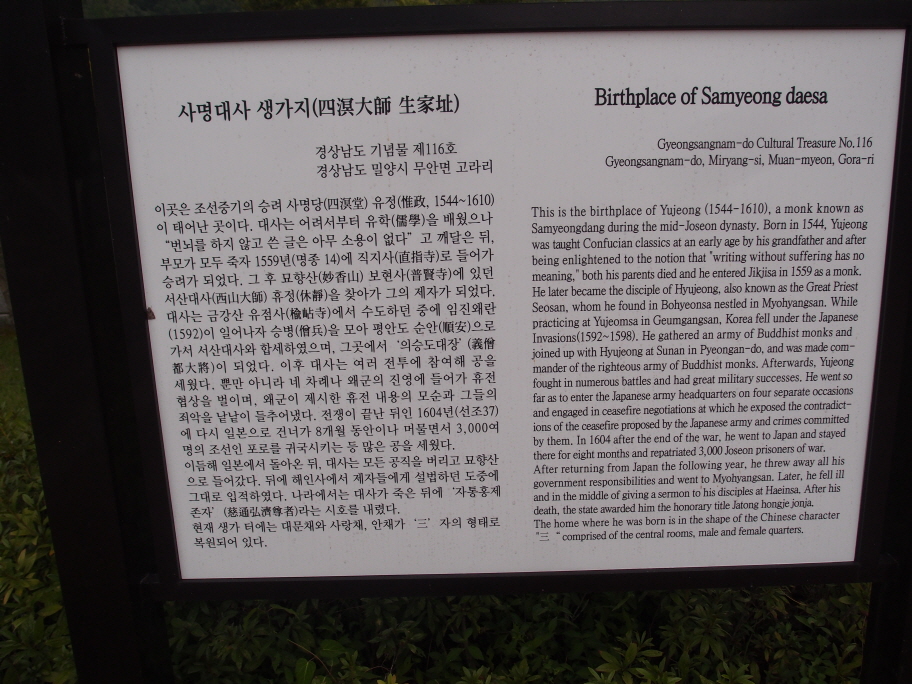 사명대사 생가지(四溟大師 生家址)
경상남도 기념물 제116호
경상남도 밀양시 무안면 고라리
이곳은 조선중기의 승려 사명당(四溟堂) 유정(惟政, 1544~1610)
이 태어난 곳이다. 대사는 어려서부터 유학(儒學)을 배웠으나
“번뇌를 하지 않고 쓴 글은 아무 소용이 없다” 고 깨달은 뒤,
부모가 모두 죽자 1559년(명종 14)에 직지사(直指寺)로 들어가
승려가 되었다. 그 후 묘향산(妙香山) 보현사(普賢寺)에 있던
서산대사(西山大師) 휴정(休靜)을 찾아가 그의 제자가 되었다.
대사는 금강산 유점사(楡岾寺)에서 수도하던 중에 임진왜란
(1592)이 일어나자 승병(僧兵)을 모아 평안도 순안(順安)으로
가서 서산대사와 합세하였으며, 그곳에서 ‘의승도대장’ (義僧
都大將)이 되었다. 이후 대사는 여러 전투에 참여해 공을
세웠다. 뿐만 아니라 네 차례나 왜군의 진영에 들어가 휴전
협상을 벌이며, 왜군이 제시한 휴전 내용의 모순과 그들의
죄악을 낱낱이 들추어냈다. 전쟁이 끝난 뒤인 1604년(선조37)
에 다시 일본으로 건너가 8개월 동안이나 머물면서 3,000여
명의 조선인 포로를 귀국시키는 등 많은 공을 세웠다.
이듬해 일본에서 돌아온 뒤, 대사는 모든 공직을 버리고 묘향산
으로 들어갔다. 뒤에 해인사에서 제자들에게 설법하던 도중에
그대로 입적하였다. 나라에서는 대사가 죽은 뒤에 ‘자통홍제
존자’ (慈通弘濟尊者)라는 시호를 내렸다.
현재 생가 터에는 대문채와 사랑채, 안채가 ‘三’ 자의 형태로
복원되어 있다.
Birthplace of Samyeong daesa
Gyeongsangnam-do Cultural Treasure No.116
Gyeongsangnam-do, Miryang-si, Muan-myeon, Gora-ri
This is the birthplace of Yujeong (1544-1610), a monk known as
Samyeongdang during the mid-Joseon dynasty. Born in 1544, Yujeong
was taught Confucian classics at an early age by his grandfather and after
being enlightened to the notion that "writing without suffering has no
meaning," both his parents died and he entered Jikjisa in 1559 as a monk.
He later became the disciple of Hyujeong, also known as the Great Priest
Seosan, whom he found in Bohyeonsa nestled in Myohyangsan. While
practicing at Yujeomsa in Geumgangsan, Korea fell under the Japanese
Invasions(1592~1598). He gathered an army of Buddhist monks and
joined up with Hyujeong at Sunan in Pyeongan-do, and was made com-
mander of the righteous army of Buddhist monks. Afterwards, Yujeong
fought in numerous battles and had great military successes. He went so
far as to enter the Japanese army headquarters on four separate occasions
and engaged in ceasefire negotiations at which he exposed the contradict-
ions of the ceasefire proposed by the Japanese army and crimes committed
by them. In 1604 after the end of the war, he went to Japan and stayed
there for eight months and repatriated 3,000 Joseon prisoners of war.
After returning from Japan the following year, he threw away all his
government responsibilities and went to Myohyangsan. Later, he fell ill
and in the middle of giving a sermon to his disciples at Haeinsa. After his
death, the state awarded him the honorary title Jatong hongje jonja.
The home where he was born is in the shape of the Chinese character
"三 “ comprised of the central rooms, male and female quarters.